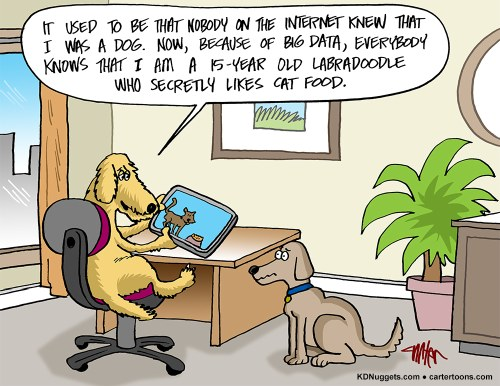 IT USED TO BE THAT NOBODY ON THE INTERNET KNEW THAT
I WAS A DOG. NOW, BECAUSE OF BIG DATA, EVERYBODY
KNOWS THAT I AM A 15-YEAR OLD LABRADOODLE
WHO SECRETLY LIKES CAT FOOD.
KDNuggets.com • cartertoons.com